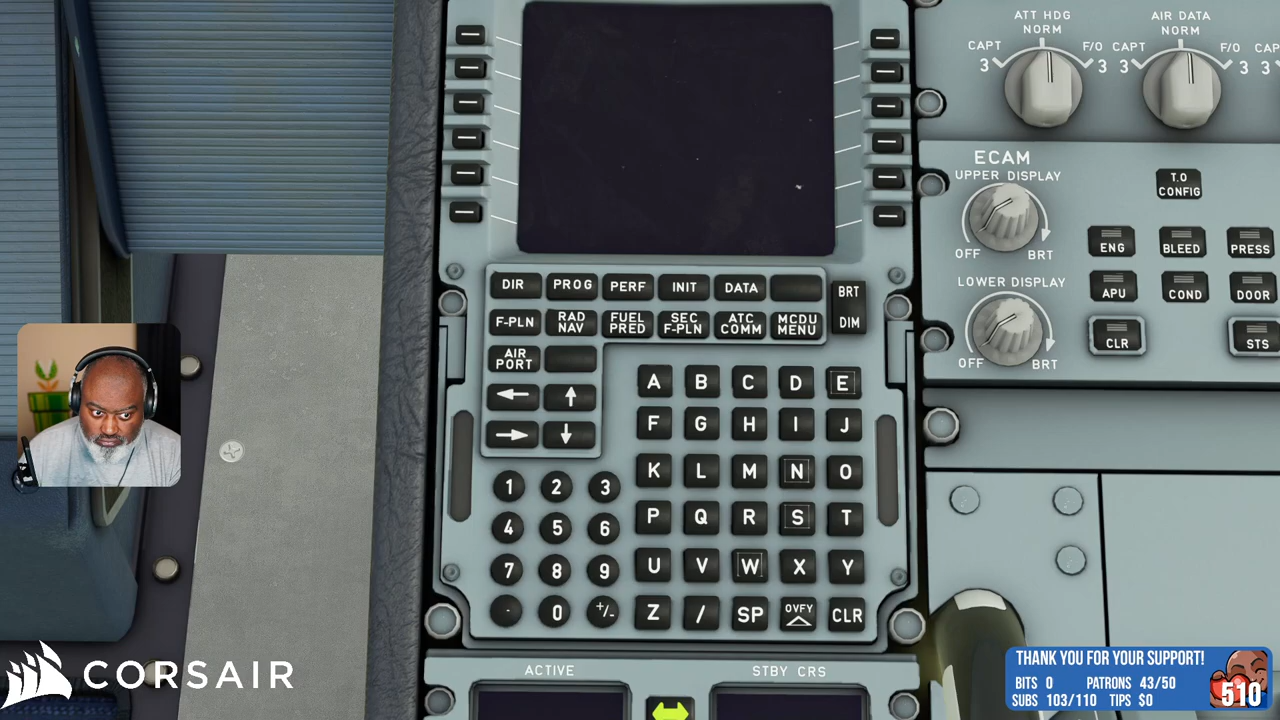 ATT HDG
NORM
AIR DATA
NORM
CAPT
F/O
CAPT
F/O
CAP
3
3
3
3
3
ECAM
UPPER DISPLAY
OFF
BRT
T.O
CONFIG
ENG
BLEED
PRESS
LOWER DISPLAY
OFF
BRT
APU
COND
DOOR
CLR
STS
DIR
PROG
PERF
INIT
DATA
BRT
DIM
F-PLN
RAD
NAV
FUEL
PRED
SEC
F-PLN
ATC
COMM
MCDU
MENU
AIR
PORT
A
B
C
D
E
F
G
H
I
J
K
L
M
N
O
P
Q
R
S
T
U
V
W
X
Y
Z
/
SP
OVFY
CLR
1
2
3
4
5
6
7
8
9
.
0
+/-
ACTIVE
STBY CRS
CORSAIR
THANK YOU FOR YOUR SUPPORT!
BITS 0
PATRONS 43/50
SUBS 103/110
TIPS $0
510